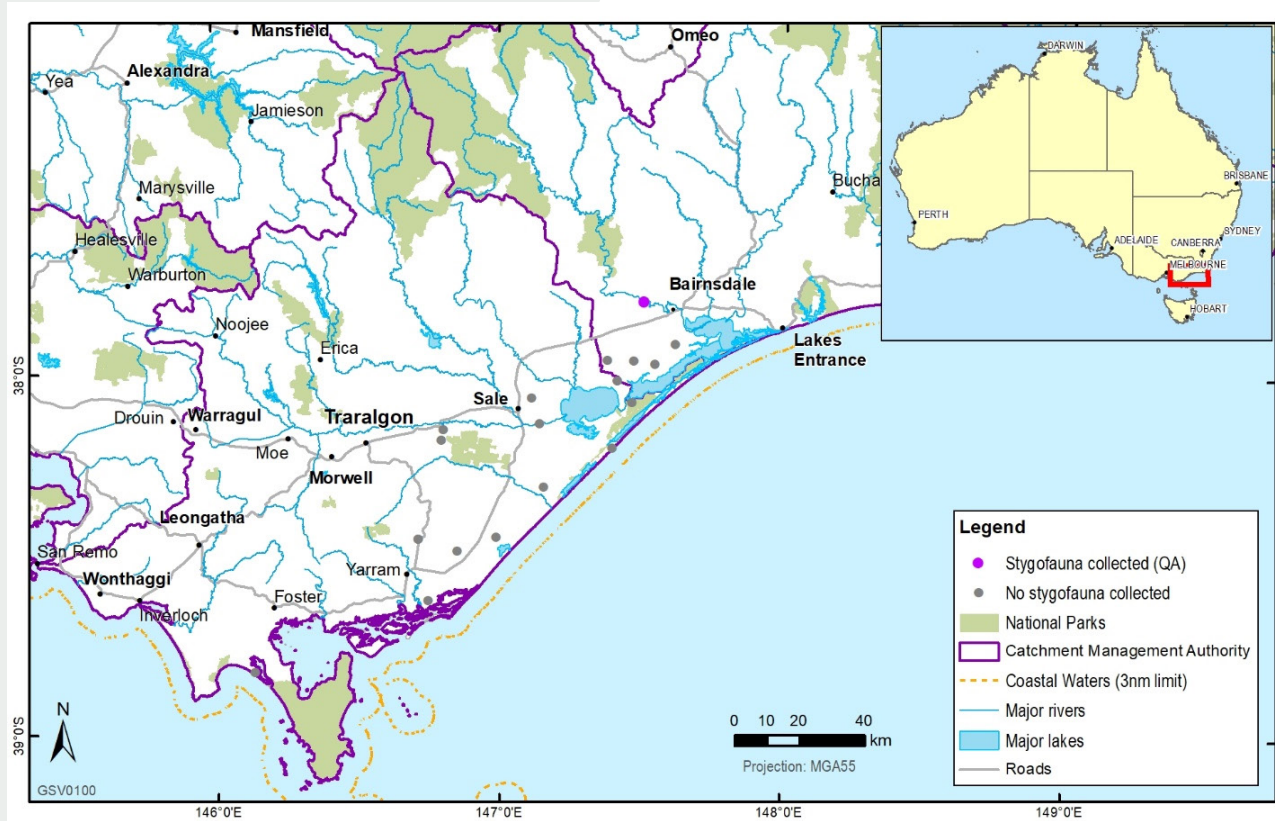 Mansfield
Omeo
Alexandra
Yea
Jamieson
Marysville
Bucha
Healesville
Warburton
Bairnsdale
Noojee
Erica
Lakes
Entrance
Sale
Drouin
Warragul
Traralgon
Moe
Morwell
Leongatha
San Remo
Yarram
Wonthaggi
Foster
Inverloch
DARWIN
BRISBANE
PERTH
SYDNEY
ADELAIDE
CANBERRA
MELBOURNE
HOBART
38°0'S
39°0'S
Legend
Stygofauna collected (QA)
No stygofauna collected
National Parks
Catchment Management Authority
Coastal Waters (3nm limit)
Major rivers
Major lakes
Roads
N
0 10 20 40
km
Projection: MGA55
GSV0100
146°0'E
147°0'E
148°0'E
149°0'E